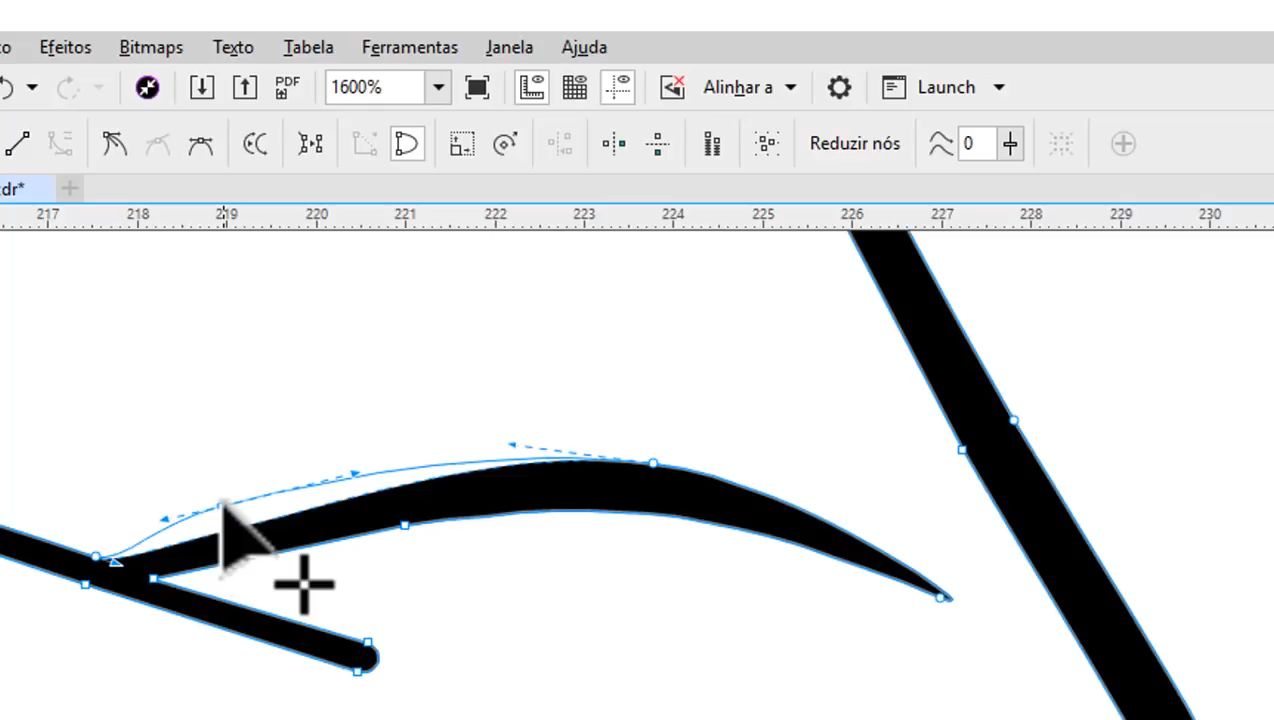 to Efeitos Bitmaps Texto Tabela Ferramentas Janela Ajuda
PDF 1600% Alinhar a Launch
Reduzir nós 0
cdr*
217 218 219 220 221 222 223 224 225 226 227 228 229 230